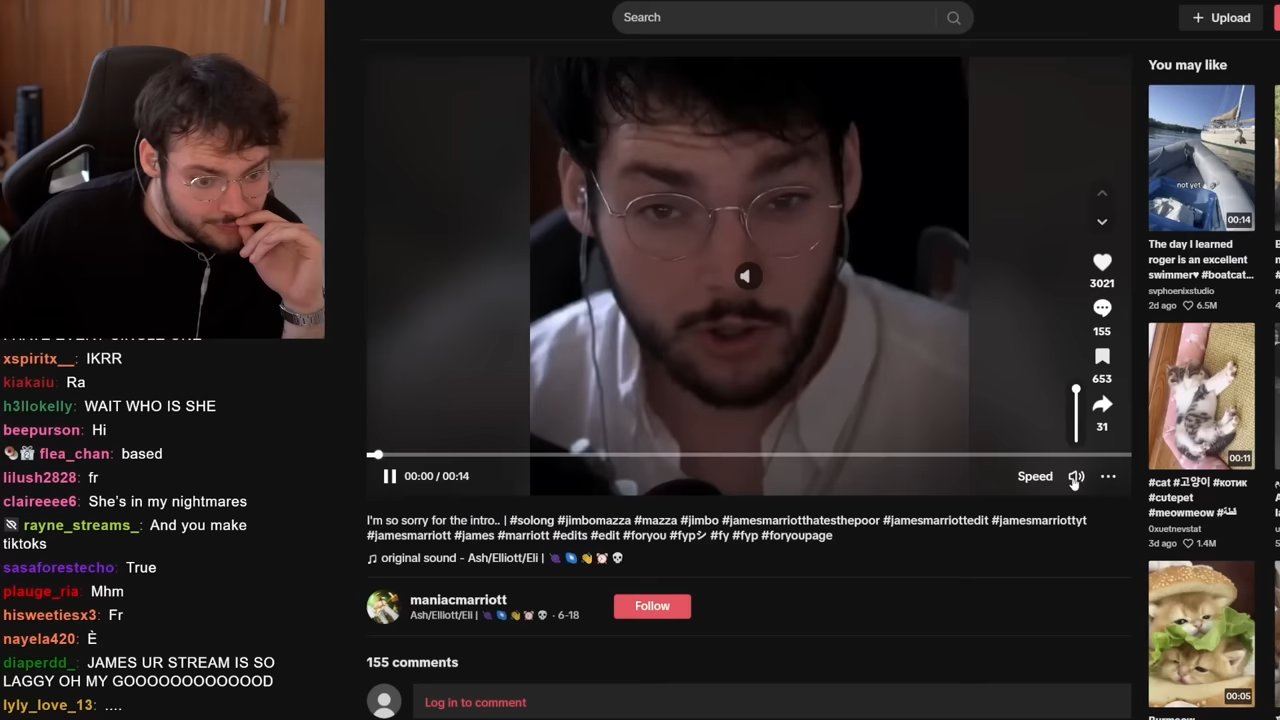 Search
Upload
You may like
not yet
00:14
The day I learned
roger is an excellent
swimmer♥ #boatcat...
svphoenixstudio
2d ago 6.5M
3021
155
653
31
00:00 / 00:14
Speed
00:11
#cat #고양이 #котик
#cutepet
#meowmeow
0xuetnevstat
3d ago 1.4M
I'm so sorry for the intro.. | #solong #jimbomazza #mazza #jimbo #jamesmarriotthatesthepoor #jamesmarriottedit #jamesmarriottyt
#jamesmarriott #james #marriott #edits #edit #foryou #fypシ #fy #fyp #foryoupage
♫ original sound - Ash/Elliott/Eli |
maniacmarriott
Ash/Elliott/Eli | · 6-18
Follow
155 comments
Log in to comment
00:05
xspiritx__: IKRR
kiakaiu: Ra
h3llokelly: WAIT WHO IS SHE
beepurson: Hi
flea_chan: based
lilush2828: fr
claireeee6: She's in my nightmares
rayne_streams_: And you make
tiktoks
sasaforestecho: True
plauge_ria: Mhm
hisweetiesx3: Fr
nayela420: È
diaperdd_: JAMES UR STREAM IS SO
LAGGY OH MY GOOOOOOOOOOOOD
lyly_love_13: ....